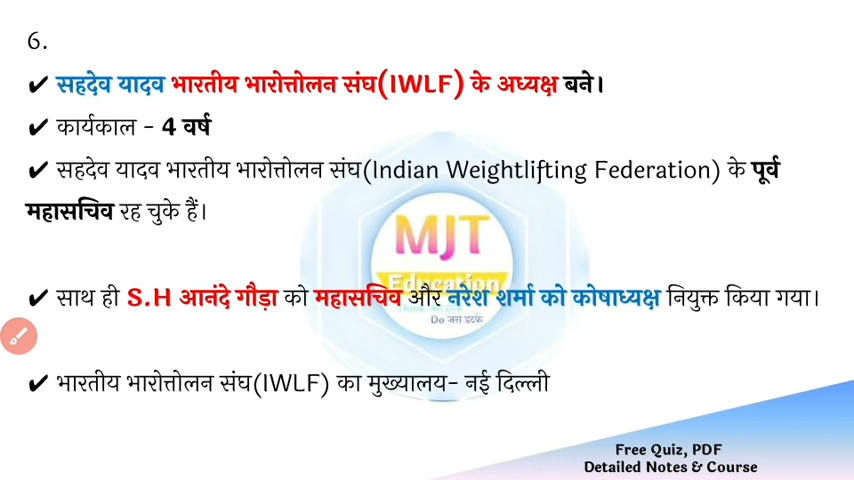 6.
✔ सहदेव यादव भारतीय भारोत्तोलन संघ(IWLF) के अध्यक्ष बने।
✔ कार्यकाल - 4 वर्ष
✔ सहदेव यादव भारतीय भारोत्तोलन संघ(Indian Weightlifting Federation) के पूर्व
महासचिव रह चुके हैं।
MJT
Education
✔ साथ ही S.H आनंदे गौड़ा को महासचिव और नरेश शर्मा को कोषाध्यक्ष नियुक्त किया गया।
Do जरा हटके
✔ भारतीय भारोत्तोलन संघ(IWLF) का मुख्यालय- नई दिल्ली
Free Quiz, PDF
Detailed Notes & Course